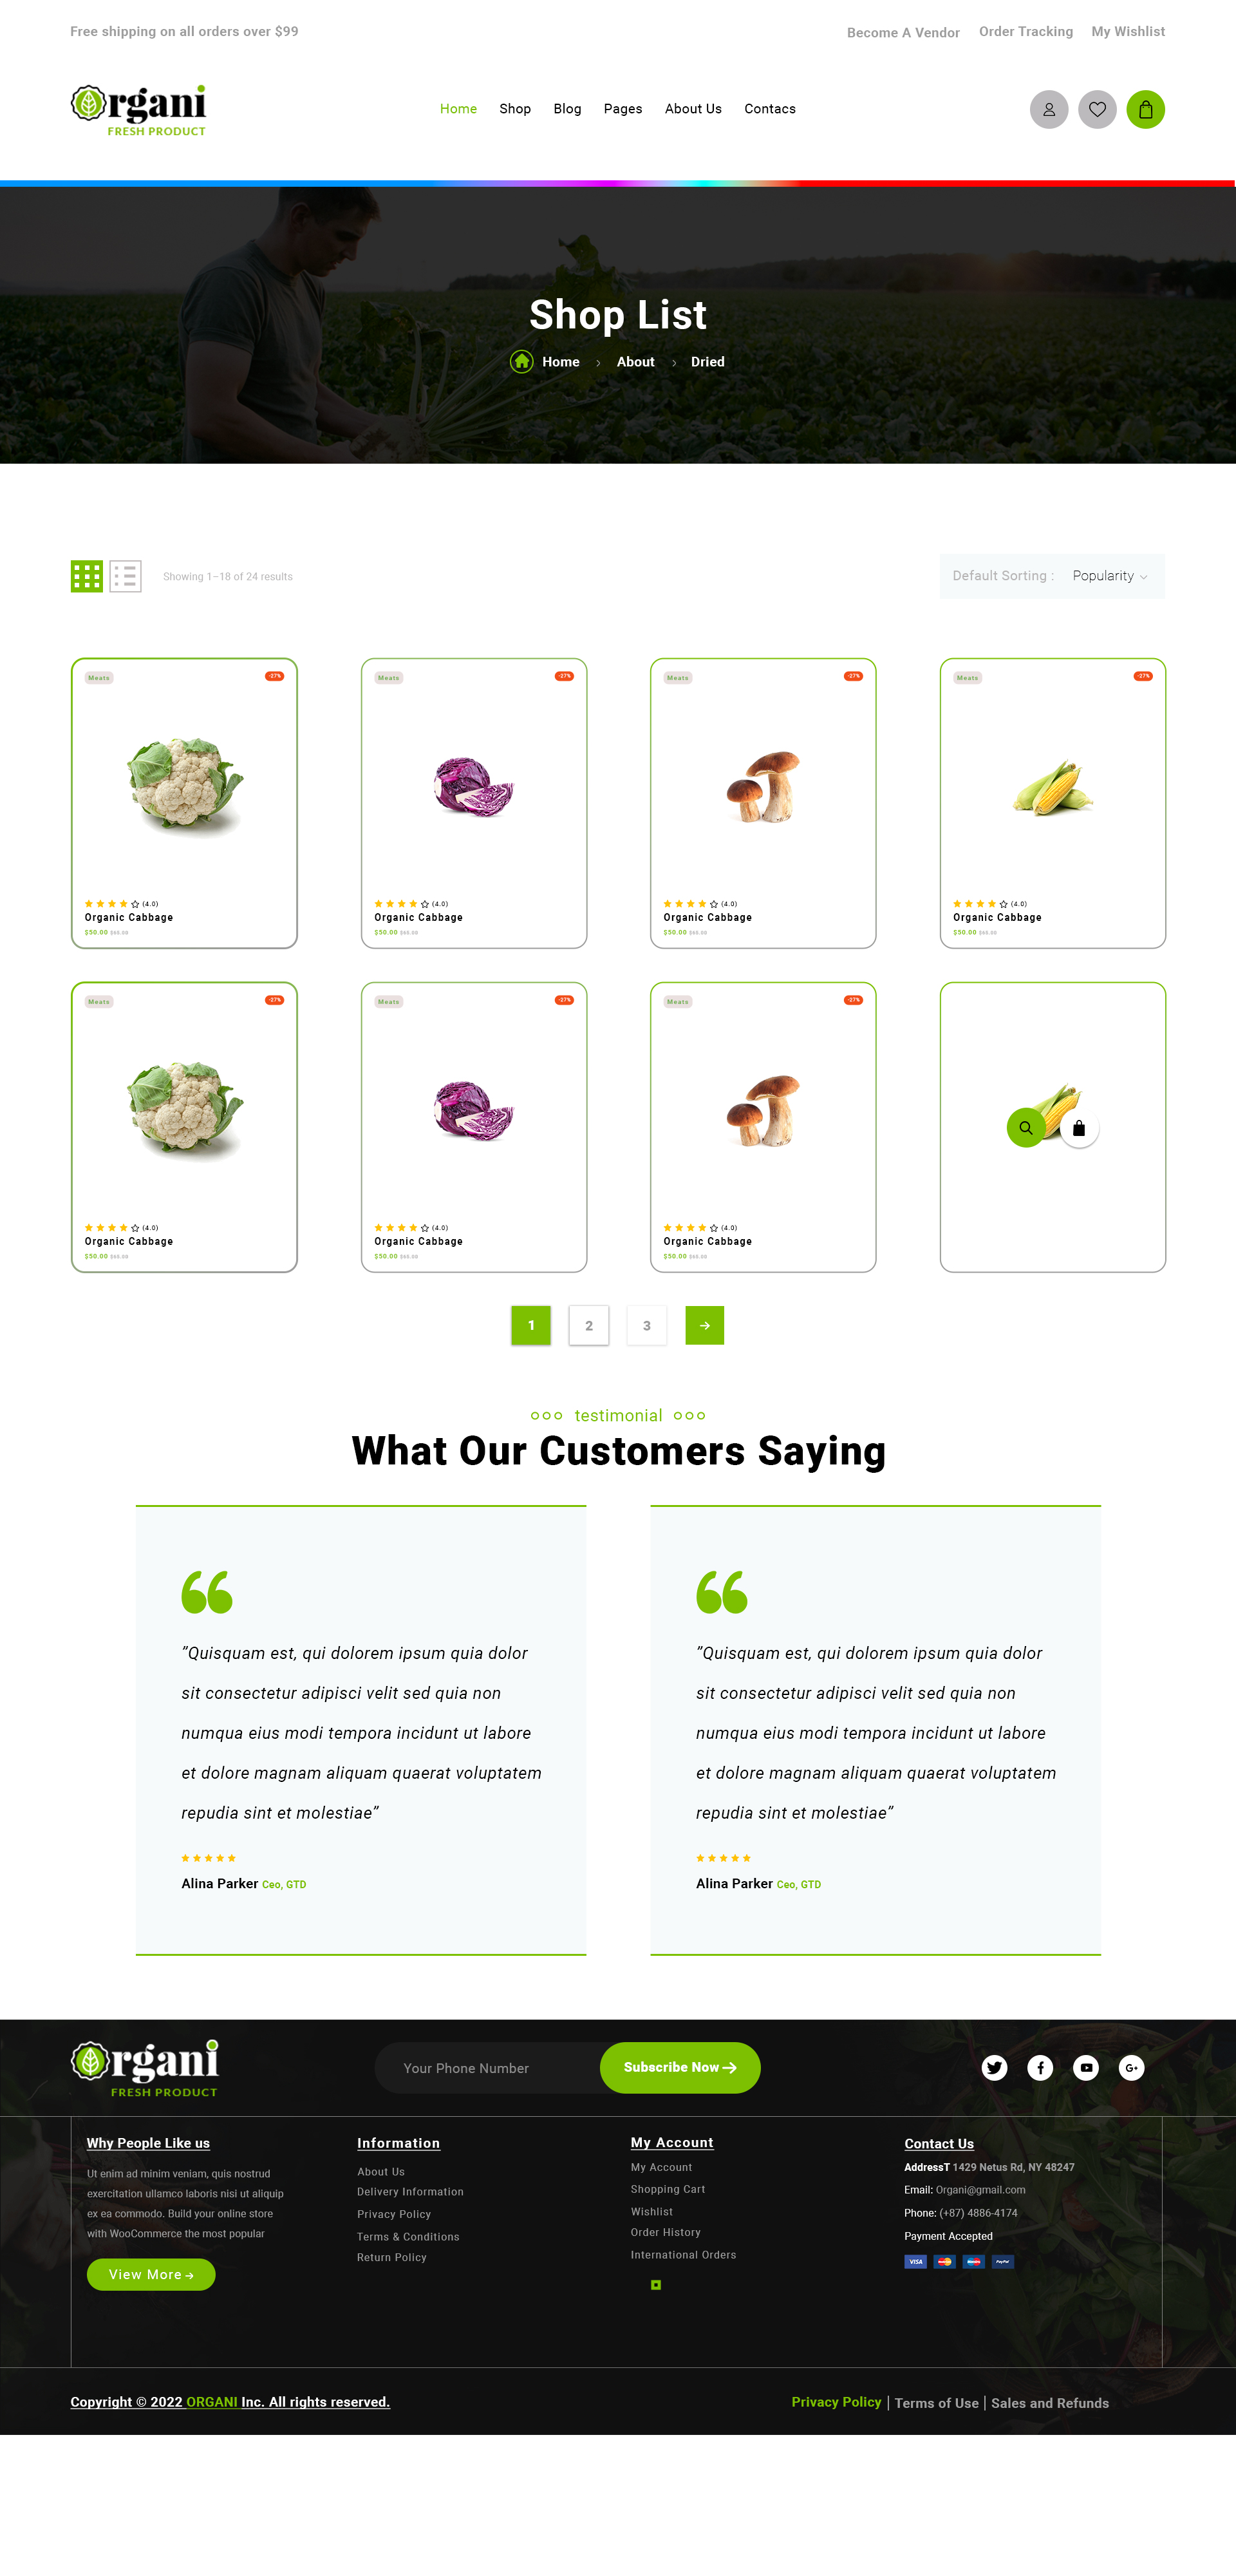 Free shipping on all orders over $99
Become A Vendor Order Tracking My Wishlist
Organi
FRESH PRODUCT
Home Shop Blog Pages About Us Contacs
Shop List
Home › About › Dried
Showing 1–18 of 24 results
Default Sorting : Popularity
Meats -27%
(4.0)
Organic Cabbage
$50.00 $65.00
Meats -27%
(4.0)
Organic Cabbage
$50.00 $65.00
Meats -27%
(4.0)
Organic Cabbage
$50.00 $65.00
Meats -27%
(4.0)
Organic Cabbage
$50.00 $65.00
Meats -27%
(4.0)
Organic Cabbage
$50.00 $65.00
Meats -27%
(4.0)
Organic Cabbage
$50.00 $65.00
Meats -27%
(4.0)
Organic Cabbage
$50.00 $65.00
1 2 3 →
testimonial
What Our Customers Saying
“
”Quisquam est, qui dolorem ipsum quia dolor
sit consectetur adipisci velit sed quia non
numqua eius modi tempora incidunt ut labore
et dolore magnam aliquam quaerat voluptatem
repudia sint et molestiae”
Alina Parker Ceo, GTD
“
”Quisquam est, qui dolorem ipsum quia dolor
sit consectetur adipisci velit sed quia non
numqua eius modi tempora incidunt ut labore
et dolore magnam aliquam quaerat voluptatem
repudia sint et molestiae”
Alina Parker Ceo, GTD
Organi
FRESH PRODUCT
Your Phone Number
Subscribe Now →
G+
Why People Like us
Ut enim ad minim veniam, quis nostrud
exercitation ullamco laboris nisi ut aliquip
ex ea commodo. Build your online store
with WooCommerce the most popular
View More →
Information
About Us
Delivery Information
Privacy Policy
Terms & Conditions
Return Policy
My Account
My Account
Shopping Cart
Wishlist
Order History
International Orders
Contact Us
AddressT 1429 Netus Rd, NY 48247
Email: Organi@gmail.com
Phone: (+87) 4886-4174
Payment Accepted
VISA PayPal
Copyright © 2022 ORGANI Inc. All rights reserved.
Privacy Policy | Terms of Use | Sales and Refunds